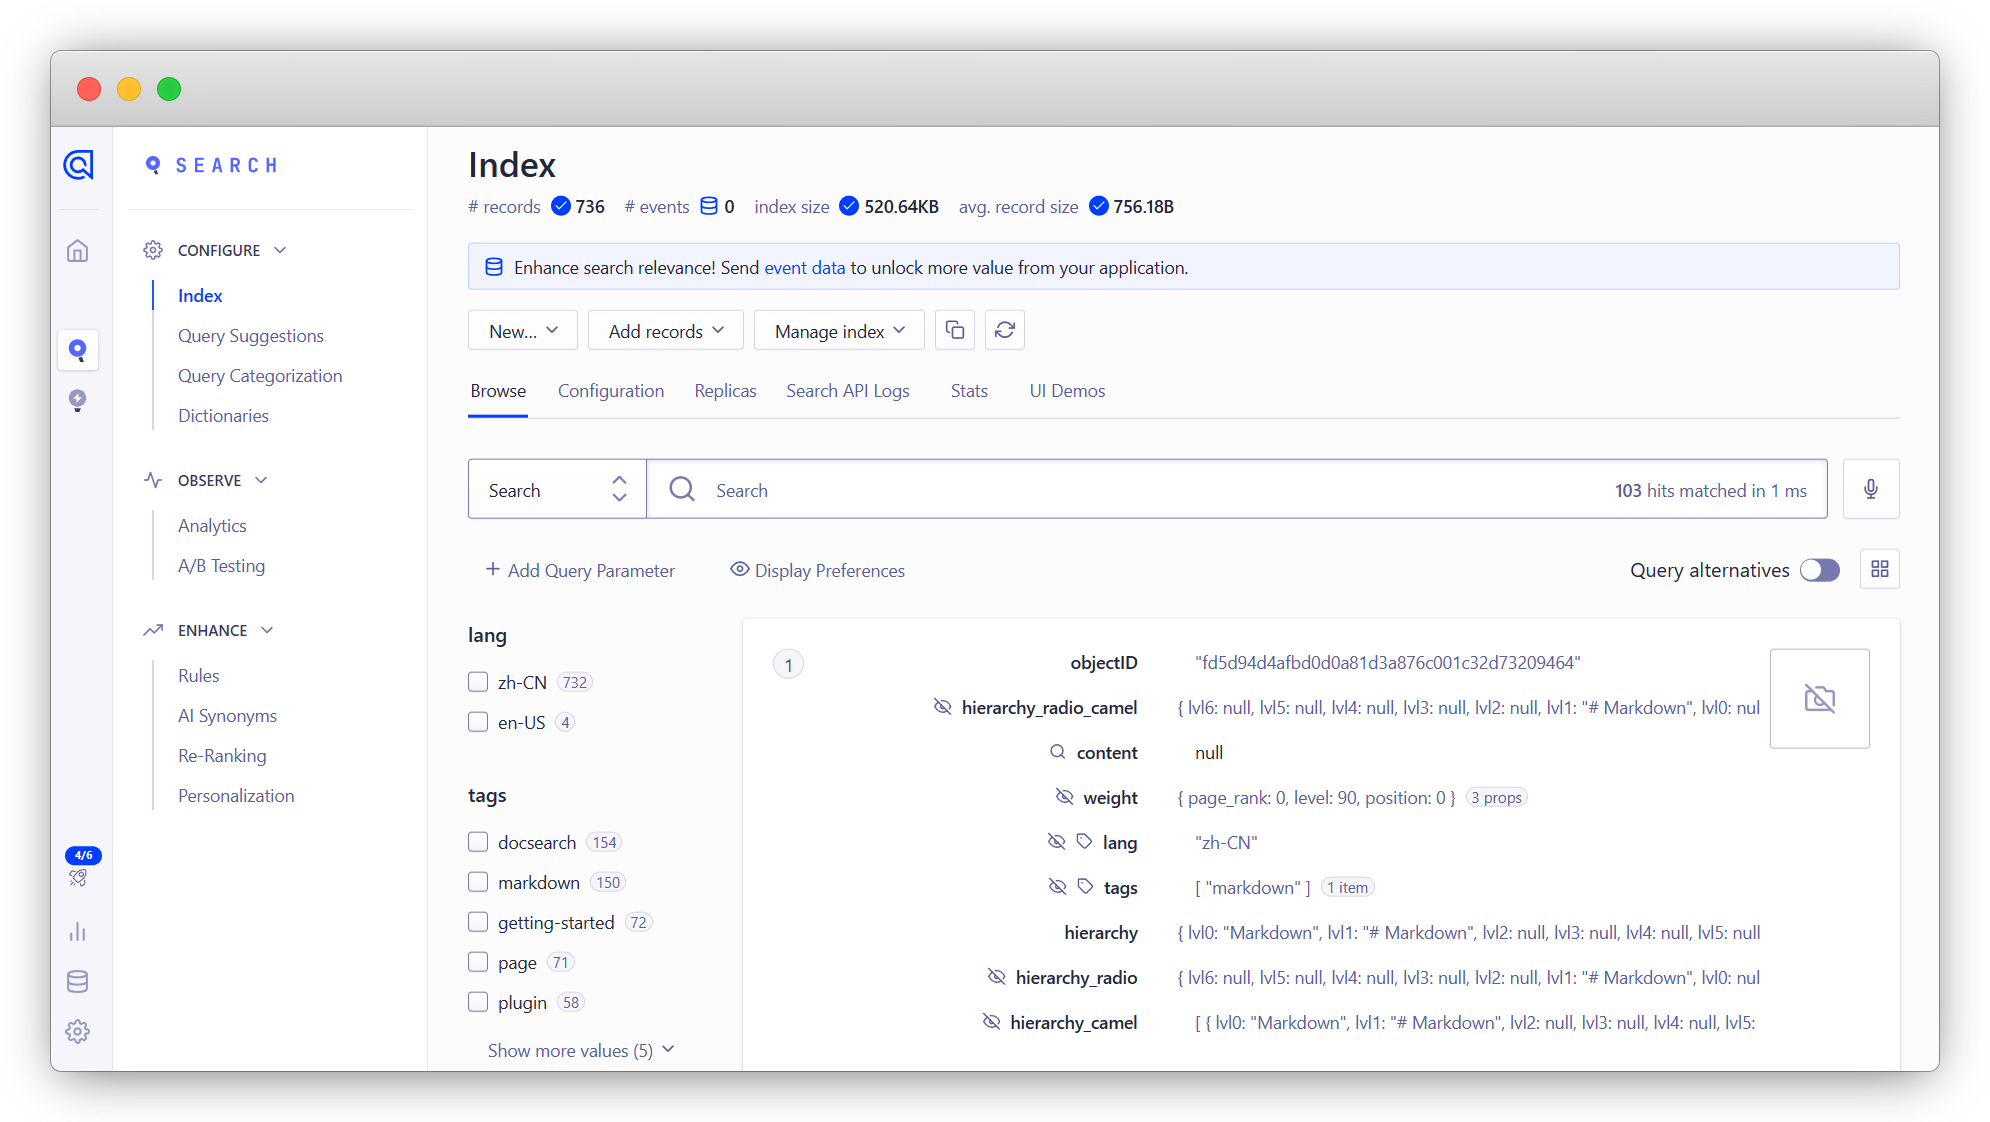 SEARCH
CONFIGURE
Index
Query Suggestions
Query Categorization
Dictionaries
OBSERVE
Analytics
A/B Testing
ENHANCE
Rules
AI Synonyms
Re-Ranking
Personalization
4/6
Index
# records 736 # events 0 index size 520.64KB avg. record size 756.18B
Enhance search relevance! Send event data to unlock more value from your application.
New... Add records Manage index
Browse Configuration Replicas Search API Logs Stats UI Demos
Search Search 103 hits matched in 1 ms
Add Query Parameter Display Preferences Query alternatives
lang
zh-CN 732
en-US 4
tags
docsearch 154
markdown 150
getting-started 72
page 71
plugin 58
Show more values (5)
1
objectID "fd5d94d4afbd0d0a81d3a876c001c32d73209464"
hierarchy_radio_camel { lvl6: null, lvl5: null, lvl4: null, lvl3: null, lvl2: null, lvl1: "# Markdown", lvl0: nul
content null
weight { page_rank: 0, level: 90, position: 0 } 3 props
lang "zh-CN"
tags [ "markdown" ] 1 item
hierarchy { lvl0: "Markdown", lvl1: "# Markdown", lvl2: null, lvl3: null, lvl4: null, lvl5: null
hierarchy_radio { lvl6: null, lvl5: null, lvl4: null, lvl3: null, lvl2: null, lvl1: "# Markdown", lvl0: nul
hierarchy_camel [ { lvl0: "Markdown", lvl1: "# Markdown", lvl2: null, lvl3: null, lvl4: null, lvl5: